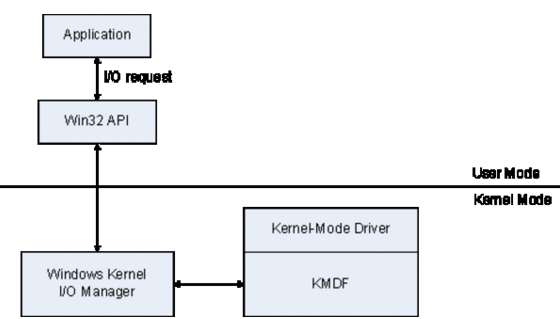 Application
I/O request
Win32 API
User Mode
Kernel Mode
Kernel-Mode Driver
Windows Kernel
I/O Manager
KMDF